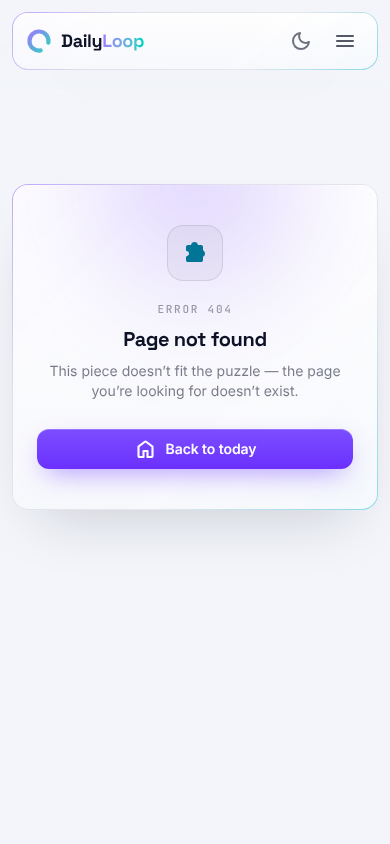 DailyLoop
ERROR 404
Page not found
This piece doesn’t fit the puzzle — the page
you’re looking for doesn’t exist.
Back to today